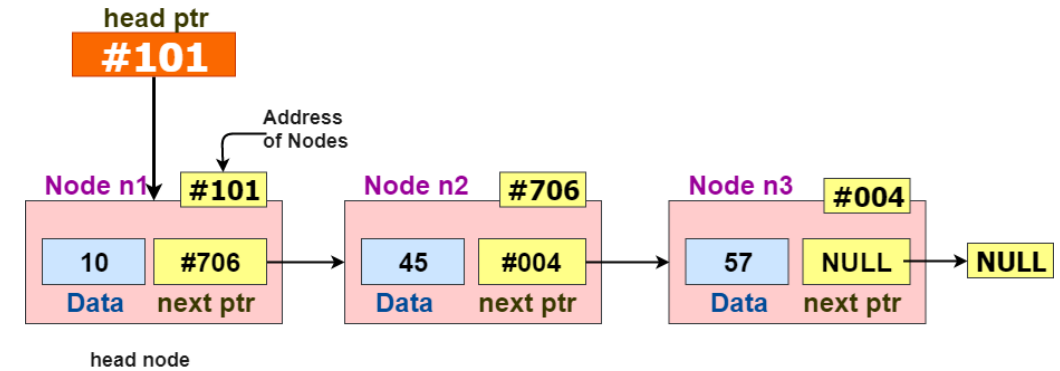 head ptr
#101
Address
of Nodes
Node n1
#101
Node n2
#706
Node n3
#004
10
#706
45
#004
57
NULL
NULL
Data
next ptr
Data
next ptr
Data
next ptr
head node